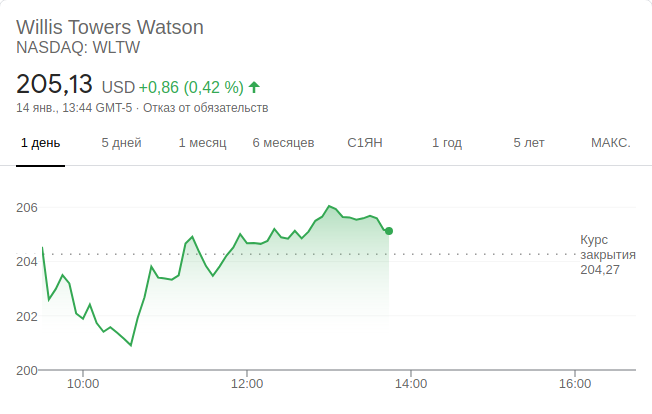 Willis Towers Watson
NASDAQ: WLTW
205,13 USD +0,86 (0,42 %)
14 янв., 13:44 GMT-5 · Отказ от обязательств
1 день 5 дней 1 месяц 6 месяцев С1ЯН 1 год 5 лет МАКС.
206
204
202
200
Курс
закрытия
204,27
10:00 12:00 14:00 16:00